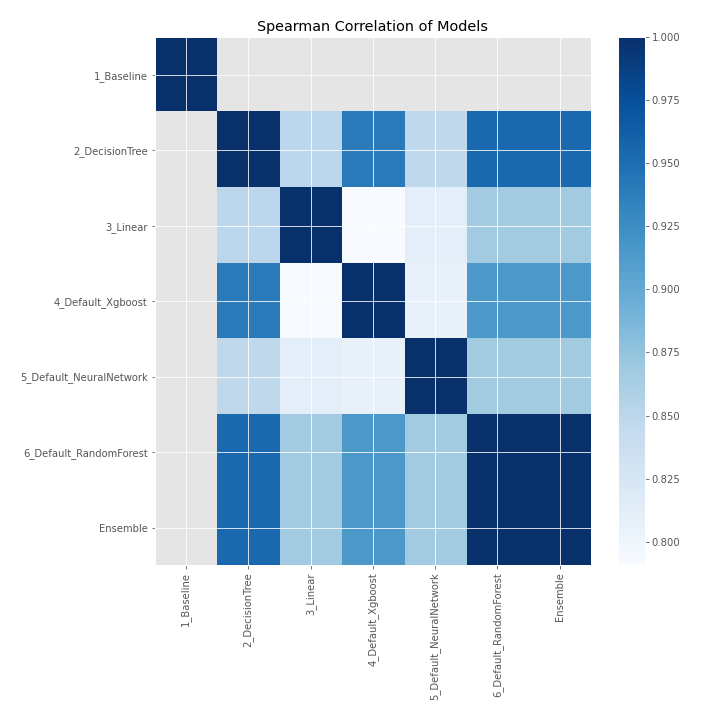 Spearman Correlation of Models
1_Baseline
2_DecisionTree
3_Linear
4_Default_Xgboost
5_Default_NeuralNetwork
6_Default_RandomForest
Ensemble
1_Baseline
2_DecisionTree
3_Linear
4_Default_Xgboost
5_Default_NeuralNetwork
6_Default_RandomForest
Ensemble
1.000
0.975
0.950
0.925
0.900
0.875
0.850
0.825
0.800